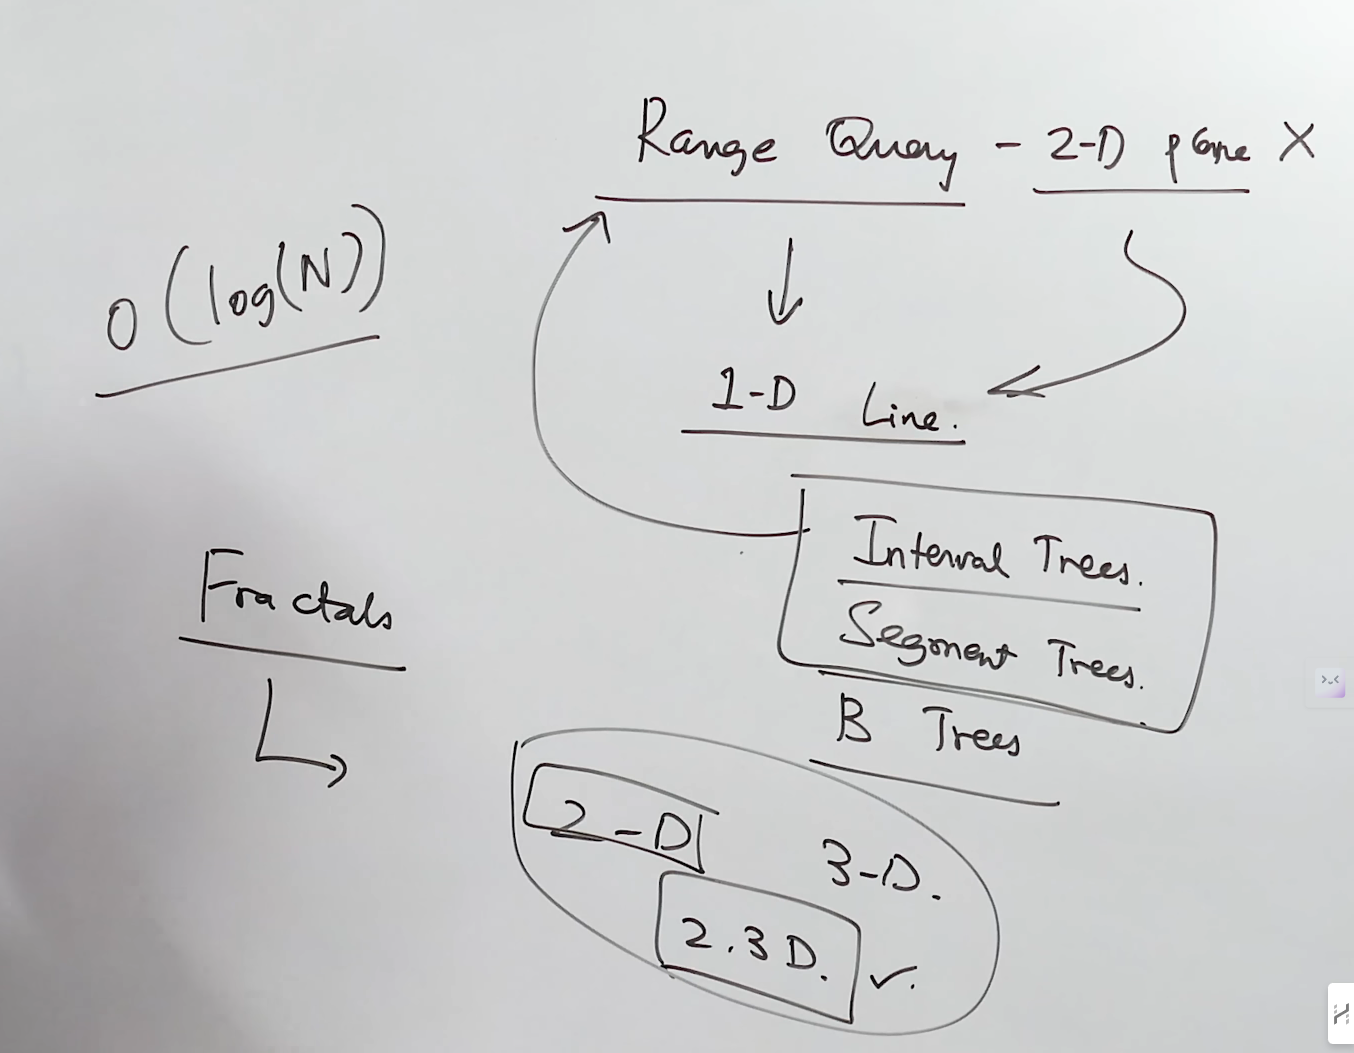 Range Query - 2-D plane X
O(log(N))
1-D Line.
Interval Trees.
Segment Trees.
B Trees
Fractals
2-D
3-D.
2.3 D. ✓.